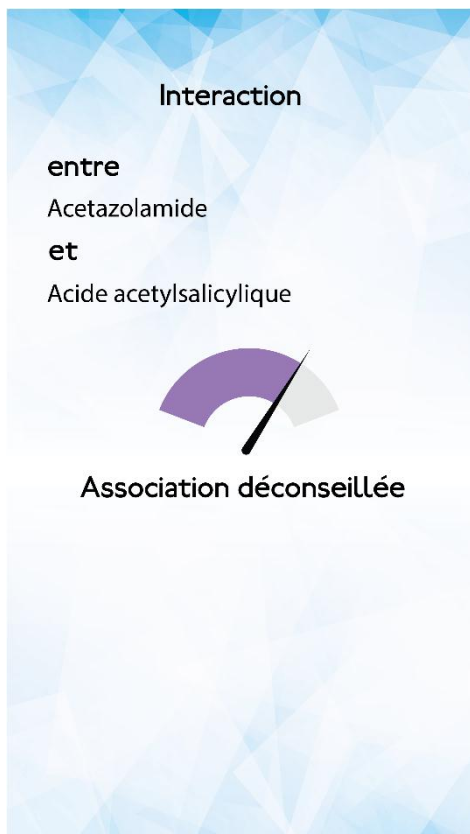 Interaction
entre
Acetazolamide
et
Acide acetylsalicylique
Association déconseillée